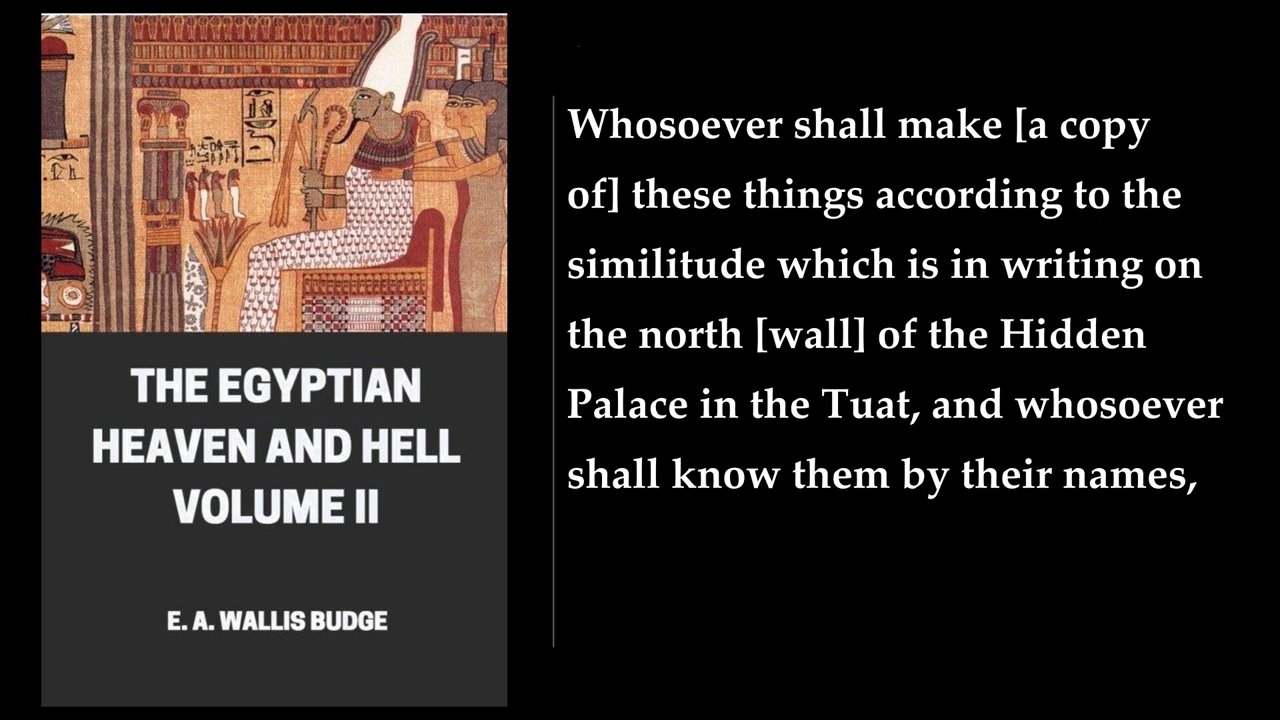 THE EGYPTIAN
HEAVEN AND HELL
VOLUME II
E. A. WALLIS BUDGE
Whosoever shall make [a copy
of] these things according to the
similitude which is in writing on
the north [wall] of the Hidden
Palace in the Tuat, and whosoever
shall know them by their names,